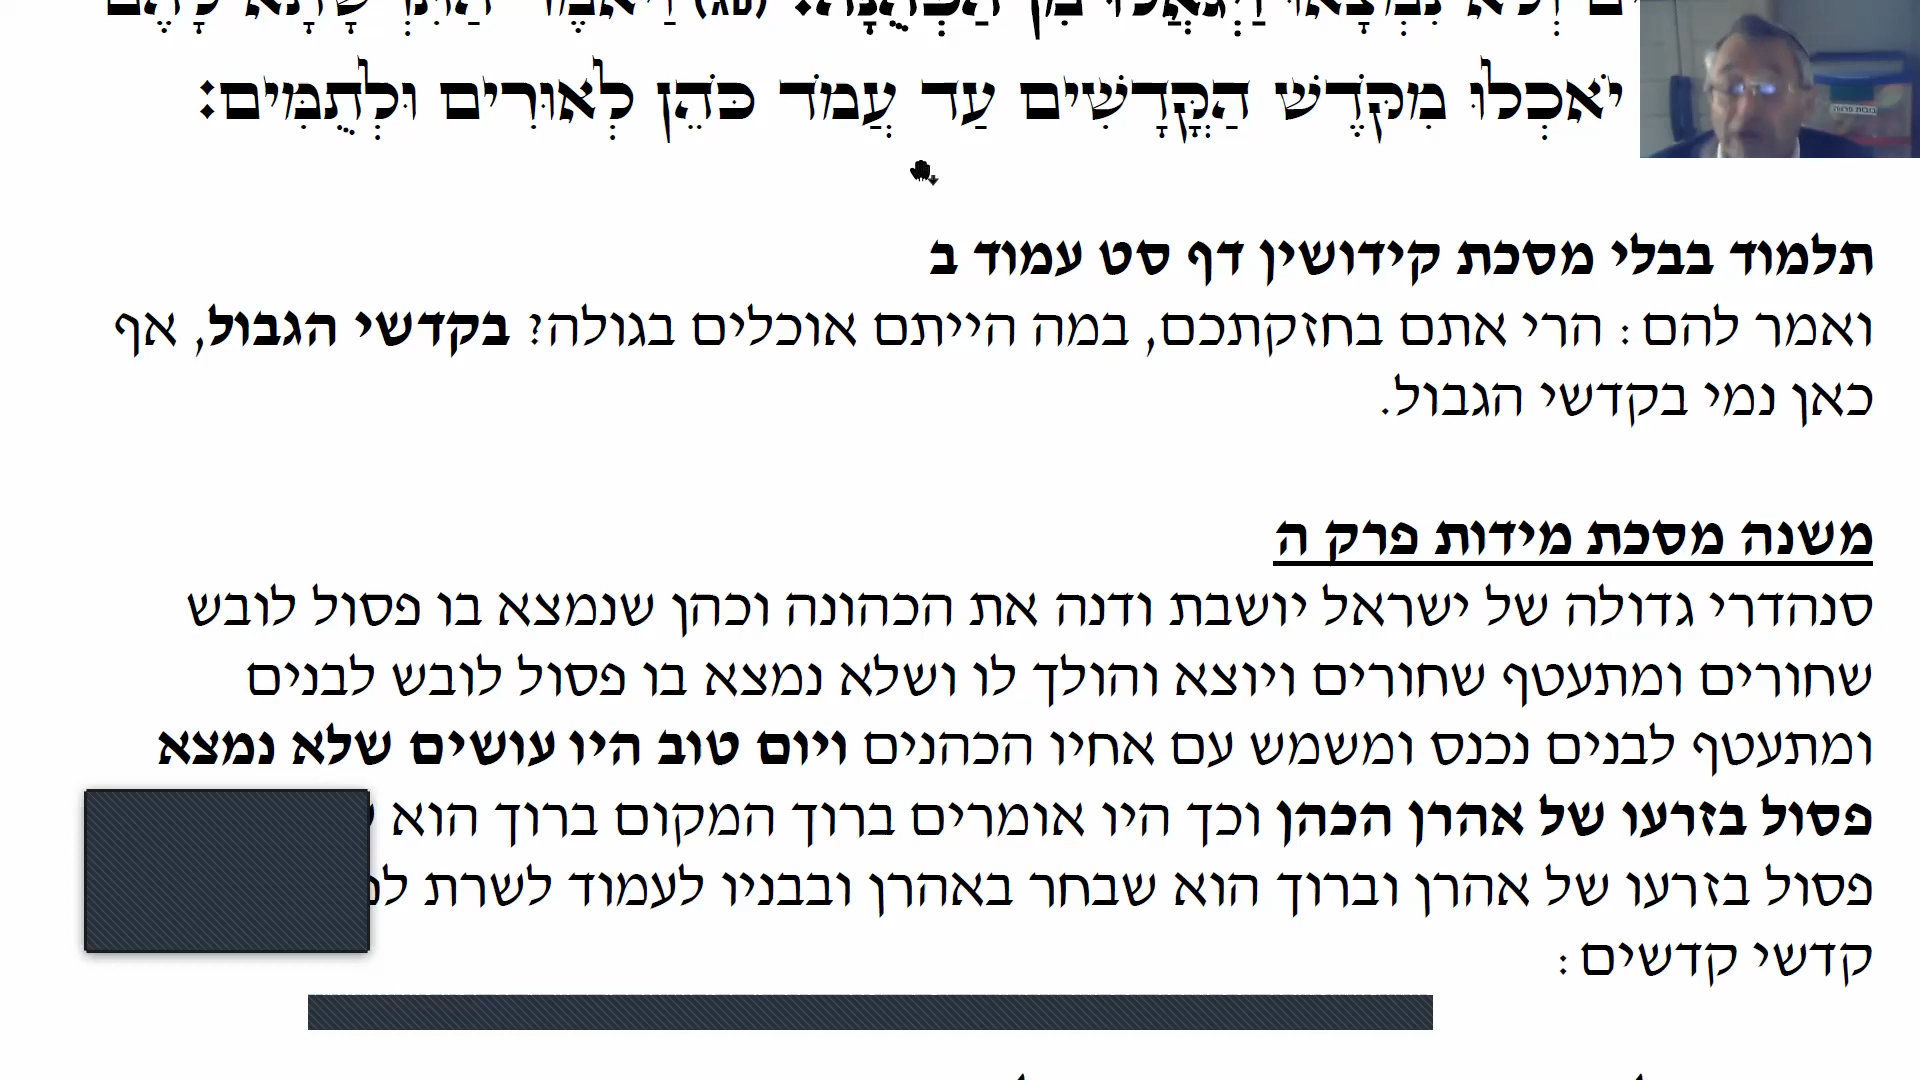 ולא נמצאו וַיְגֹאֲלוּ מִן הַכְּהֻנָּה: (סג) וַיֹּאמֶר הַתִּרְשָׁתָא לָהֶם
יֹאכְלוּ מִקֹּדֶשׁ הַקֳּדָשִׁים עַד עֲמֹד כֹּהֵן לְאוּרִים וּלְתֻמִּים:
תלמוד בבלי מסכת קידושין דף סט עמוד ב
ואמר להם: הרי אתם בחזקתכם, במה הייתם אוכלים בגולה? בקדשי הגבול, אף
כאן נמי בקדשי הגבול.
משנה מסכת מידות פרק ה
סנהדרי גדולה של ישראל יושבת ודנה את הכהונה וכהן שנמצא בו פסול לובש
שחורים ומתעטף שחורים ויוצא והולך לו ושלא נמצא בו פסול לובש לבנים
ומתעטף לבנים נכנס ומשמש עם אחיו הכהנים ויום טוב היו עושים שלא נמצא
פסול בזרעו של אהרן הכהן וכך היו אומרים ברוך המקום ברוך הוא
פסול בזרעו של אהרן וברוך הוא שבחר באהרן ובבניו לעמוד לשרת
קדשי קדשים: